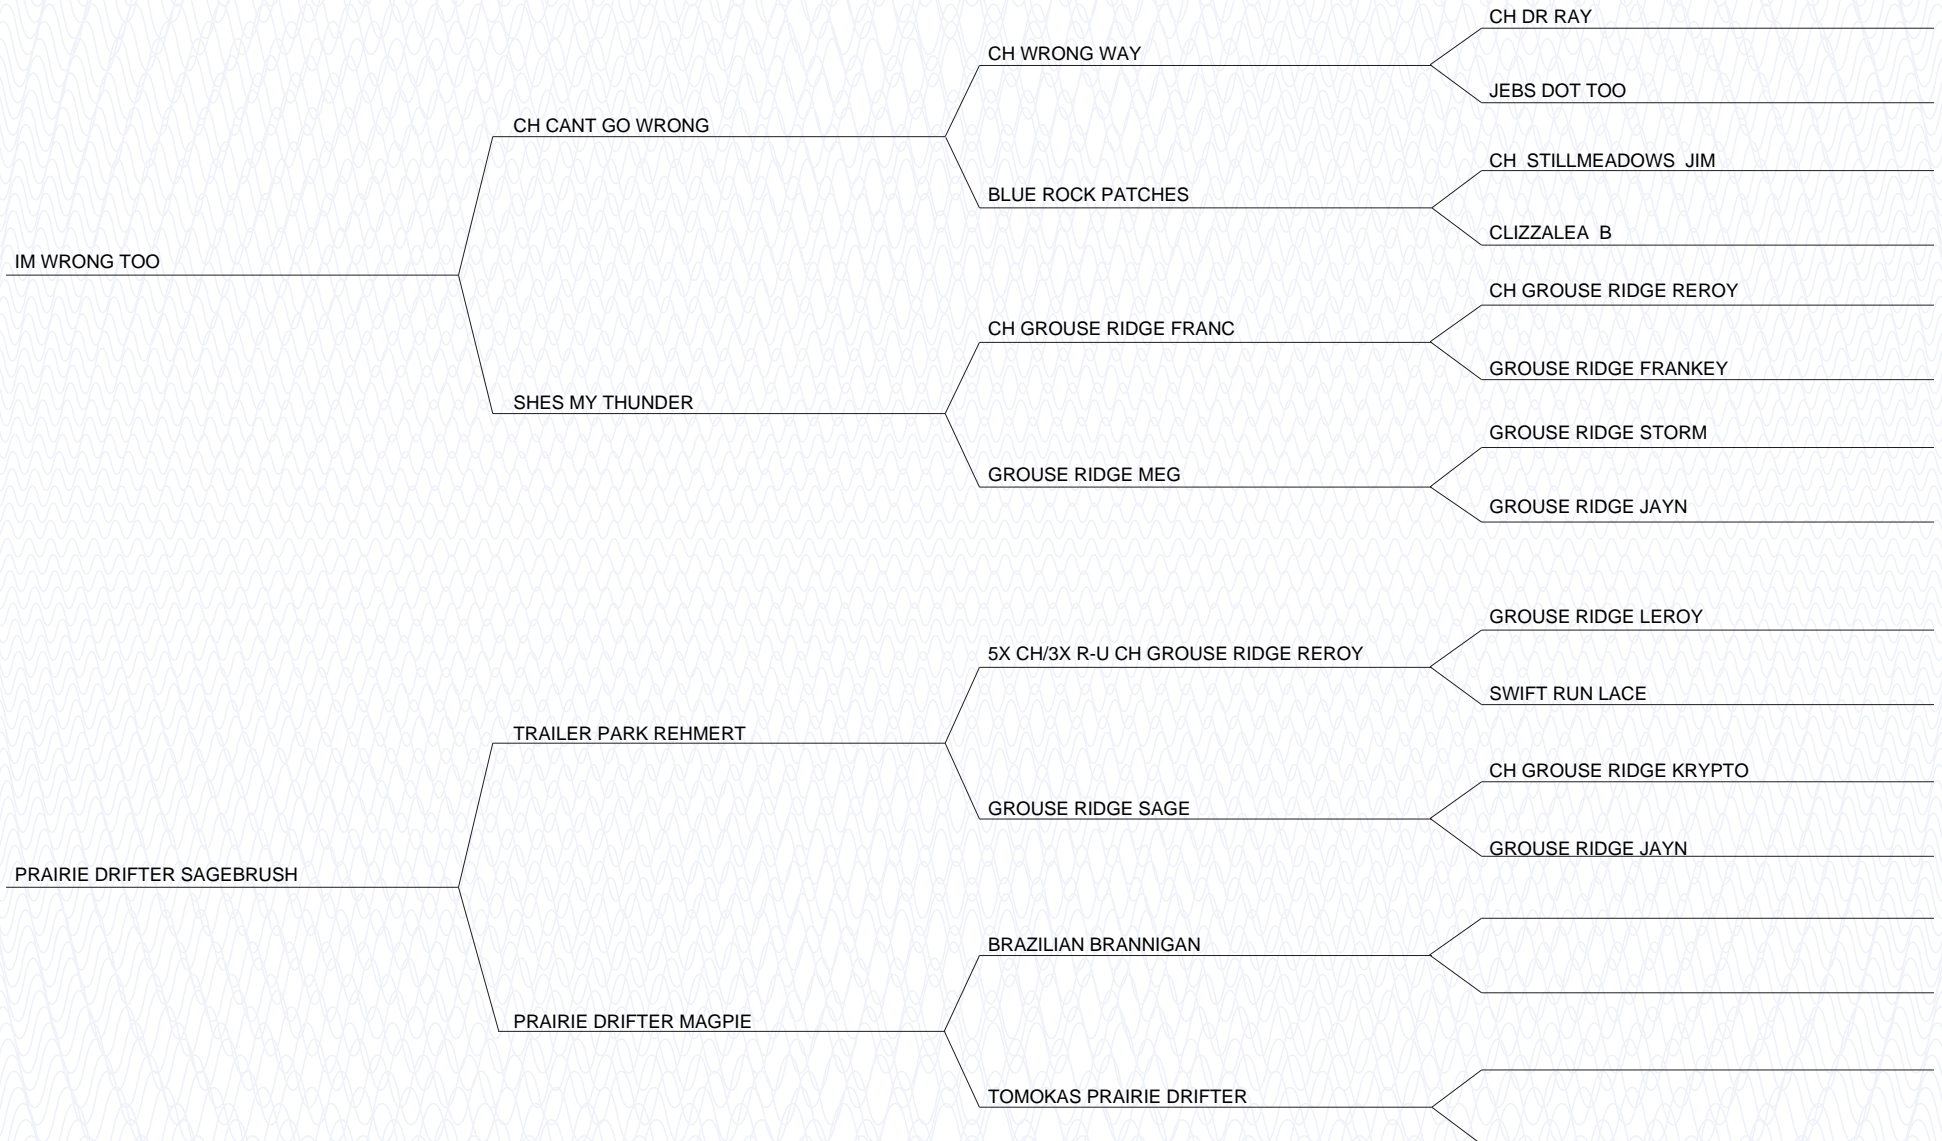 CH DR RAY
CH WRONG WAY
JEBS DOT TOO
CH CANT GO WRONG
CH  STILLMEADOWS  JIM
BLUE ROCK PATCHES
CLIZZALEA  B
IM WRONG TOO
CH GROUSE RIDGE REROY
CH GROUSE RIDGE FRANC
GROUSE RIDGE FRANKEY
SHES MY THUNDER
GROUSE RIDGE STORM
GROUSE RIDGE MEG
GROUSE RIDGE JAYN
GROUSE RIDGE LEROY
5X CH/3X R-U CH GROUSE RIDGE REROY
SWIFT RUN LACE
TRAILER PARK REHMERT
CH GROUSE RIDGE KRYPTO
GROUSE RIDGE SAGE
GROUSE RIDGE JAYN
PRAIRIE DRIFTER SAGEBRUSH
BRAZILIAN BRANNIGAN
PRAIRIE DRIFTER MAGPIE
TOMOKAS PRAIRIE DRIFTER